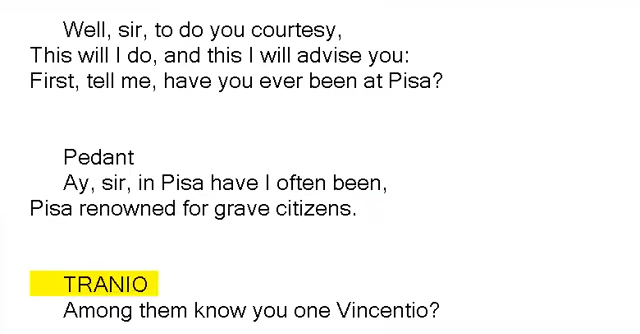 Well, sir, to do you courtesy,
This will I do, and this I will advise you:
First, tell me, have you ever been at Pisa?
Pedant
Ay, sir, in Pisa have I often been,
Pisa renowned for grave citizens.
TRANIO
Among them know you one Vincentio?